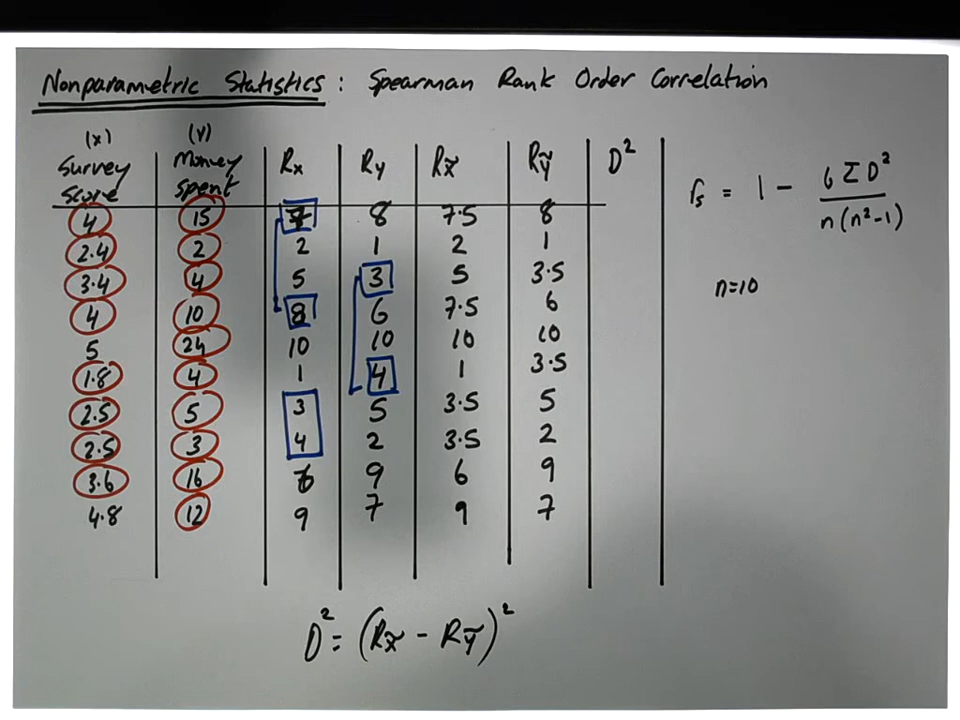 Nonparametric Statistics : Spearman Rank Order Correlation
(x) (y)
Survey score Money spent Rx Ry Rx̃ Rỹ D²
4 15 7 8 7.5 8
2.4 2 2 1 2 1
3.4 4 5 3 5 3.5
4 10 8 6 7.5 6
5 24 10 10 10 10
1.8 4 1 4 1 3.5
2.5 5 3 5 3.5 5
2.5 3 4 2 3.5 2
3.6 16 6 9 6 9
4.8 12 9 7 9 7
rs = 1 - 6ΣD² / n(n²-1)
n=10
D² = (Rx̃ - Rỹ)²